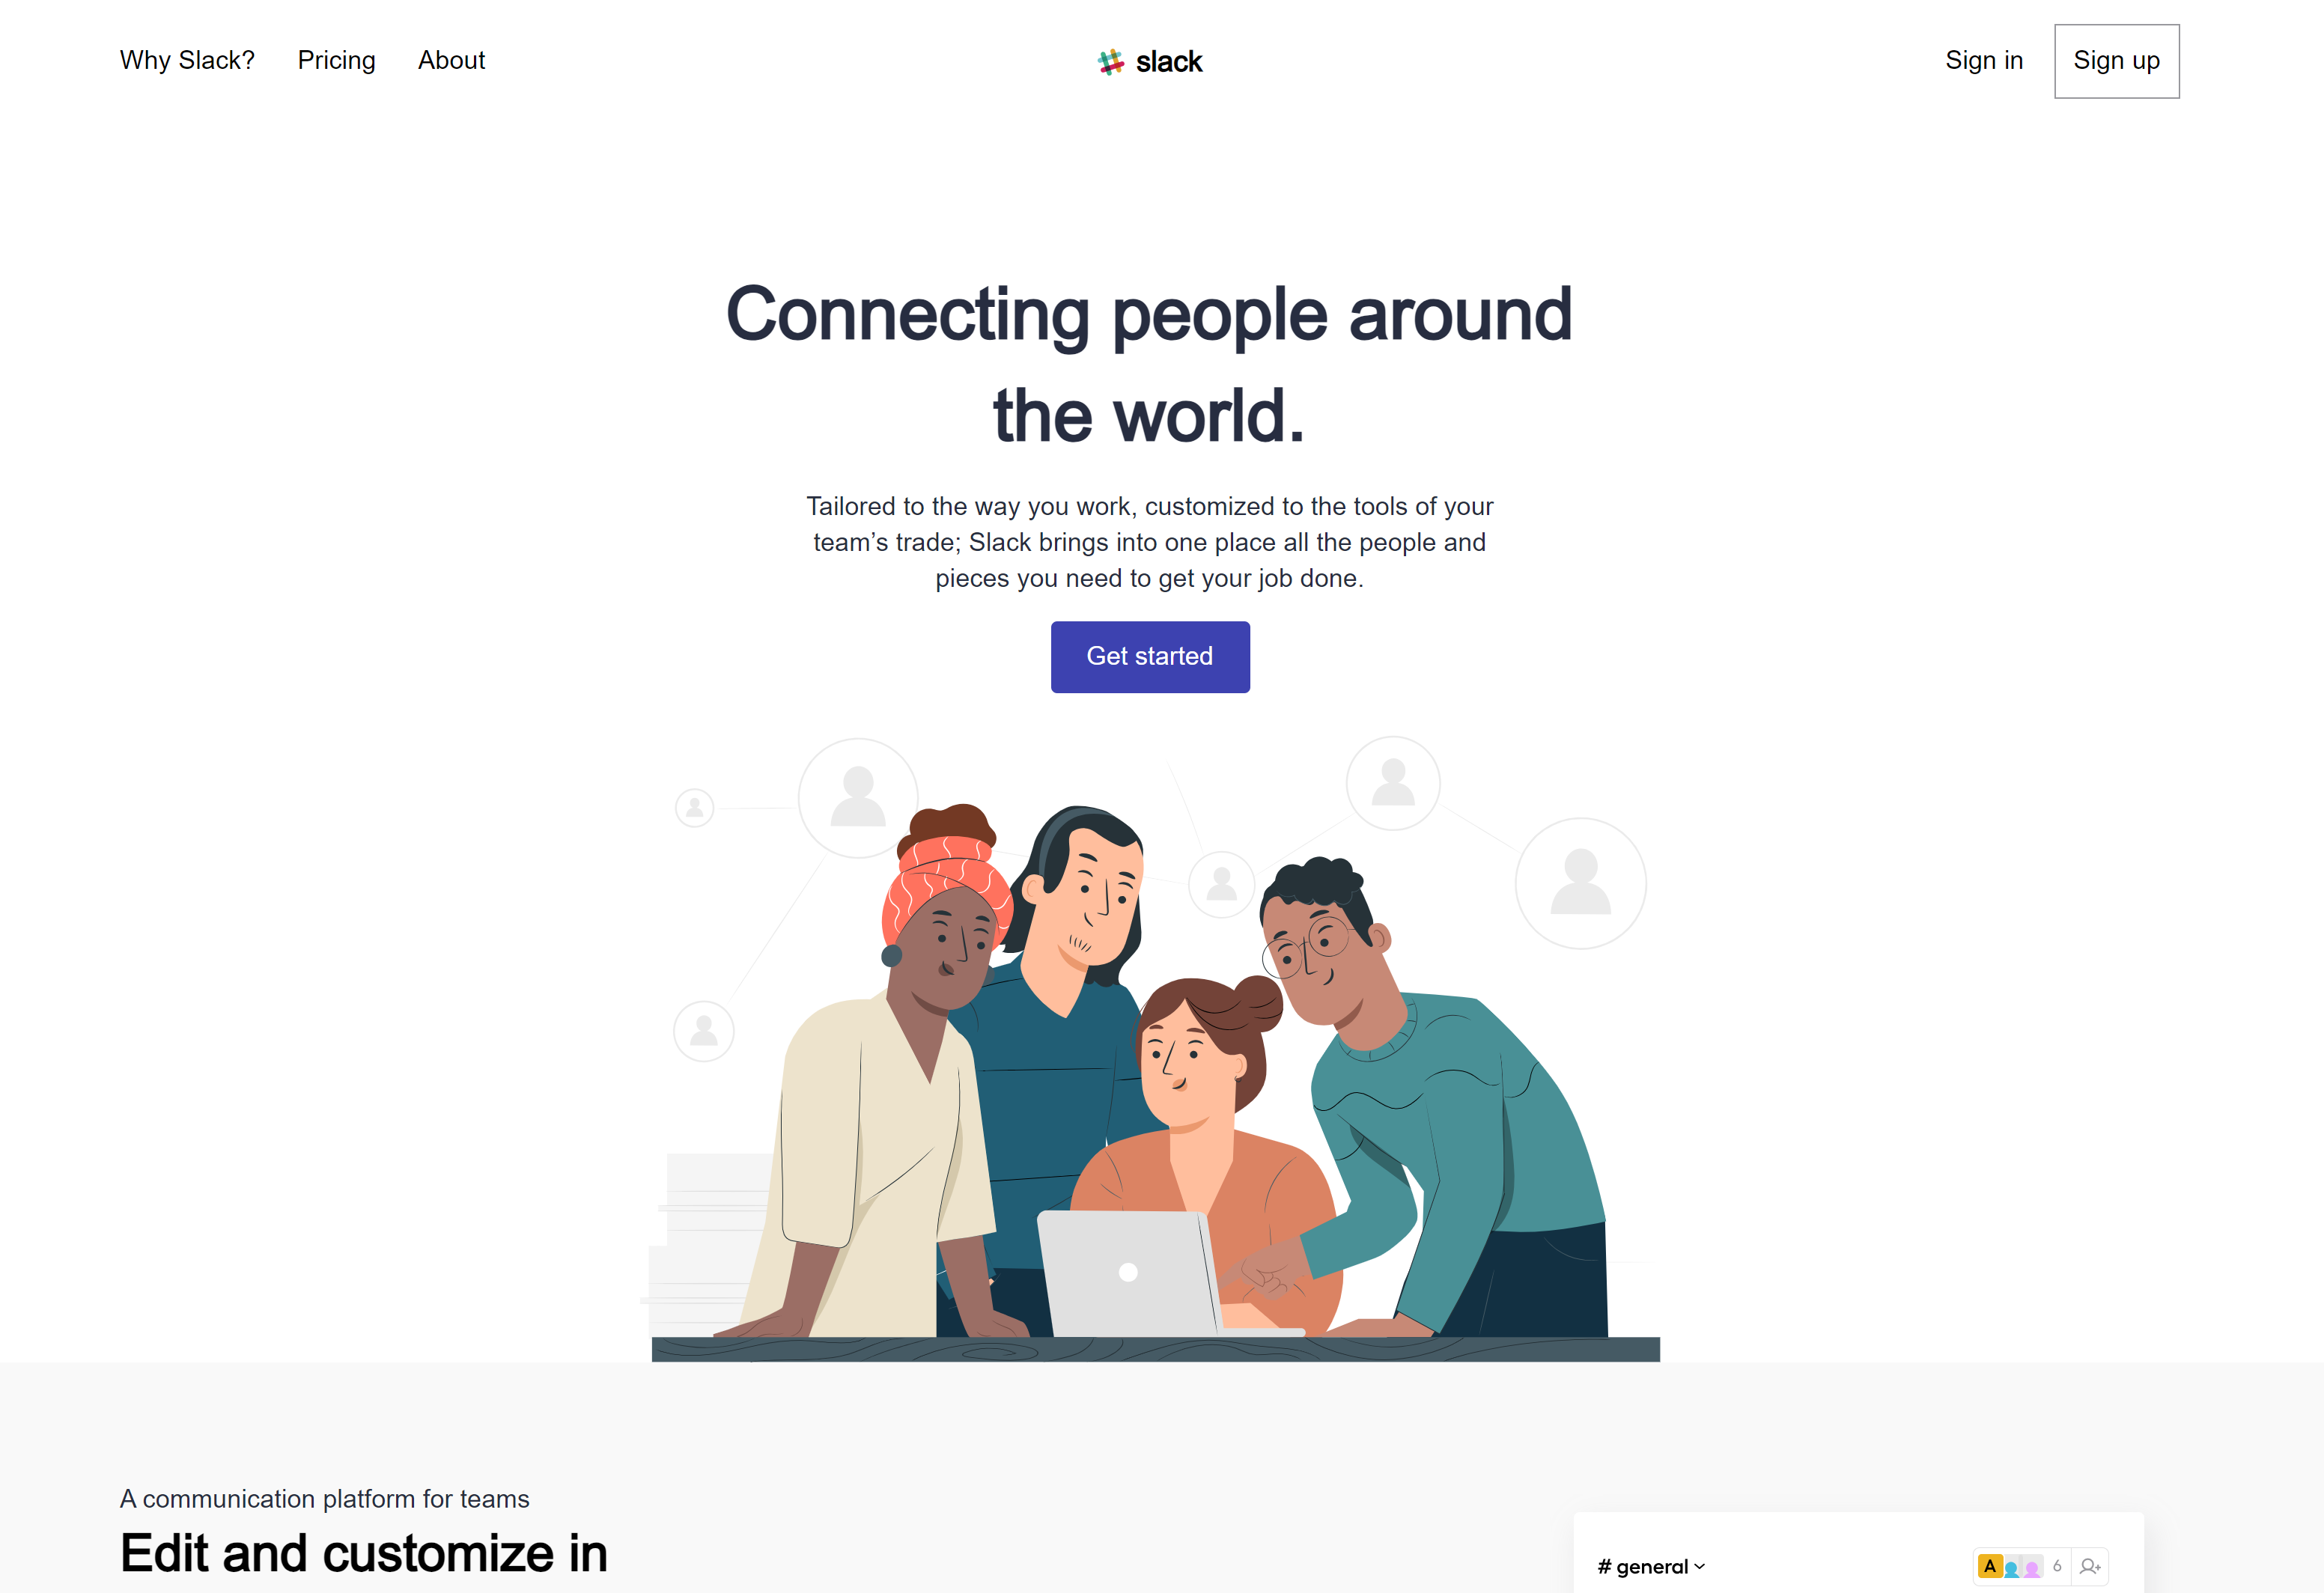 Why Slack? Pricing About
slack
Sign in Sign up
Connecting people around
the world.
Tailored to the way you work, customized to the tools of your
team’s trade; Slack brings into one place all the people and
pieces you need to get your job done.
Get started
A communication platform for teams
Edit and customize in
# general
A 6